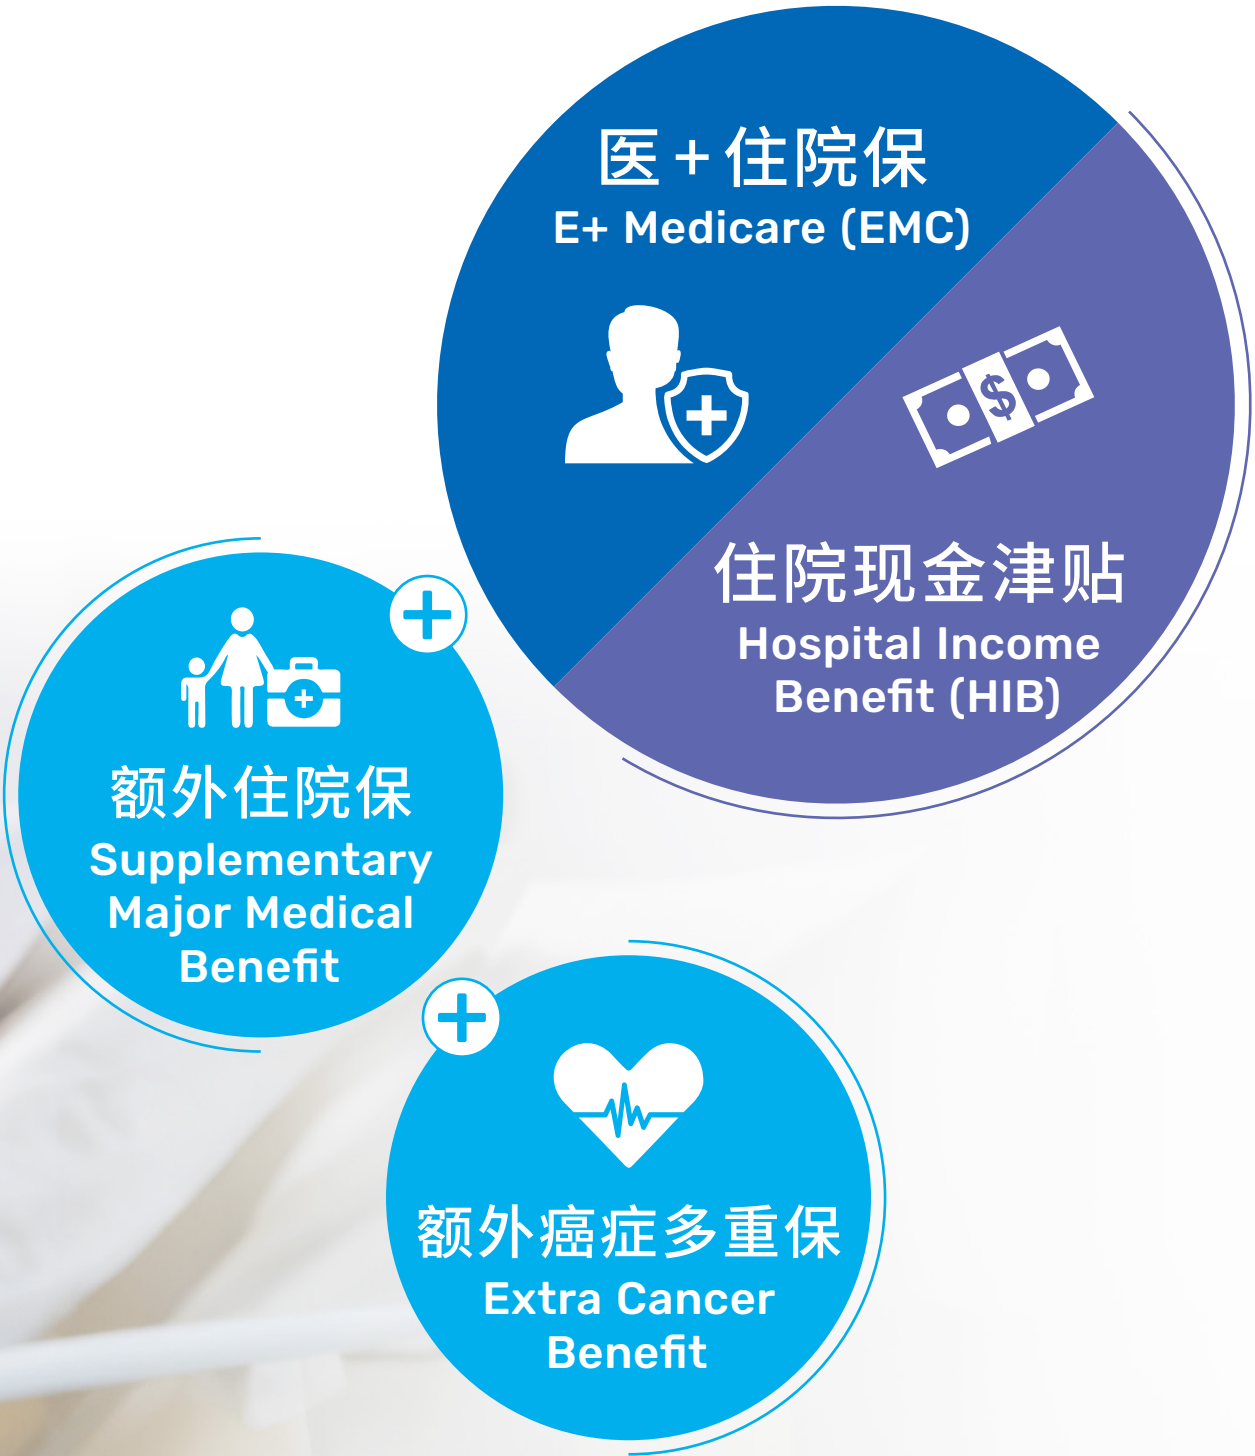 医+住院保
E+ Medicare (EMC)
$
住院现金津贴
Hospital Income
Benefit (HIB)
额外住院保
Supplementary
Major Medical
Benefit
额外癌症多重保
Extra Cancer
Benefit